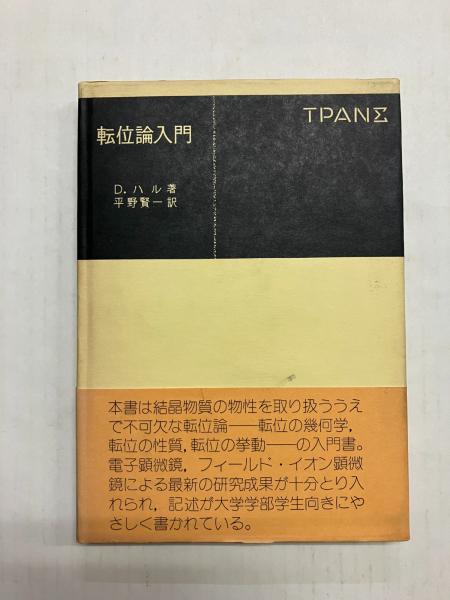 転位論入門
TPANΣ
D. ハル 著
平野賢一 訳
本書は結晶物質の物性を取り扱ううえ
で不可欠な転位論――転位の幾何学,
転位の性質, 転位の挙動――の入門書。
電子顕微鏡, フィールド・イオン顕微
鏡による最新の研究成果が十分とり入
れられ, 記述が大学学部学生向きにや
さしく書かれている。